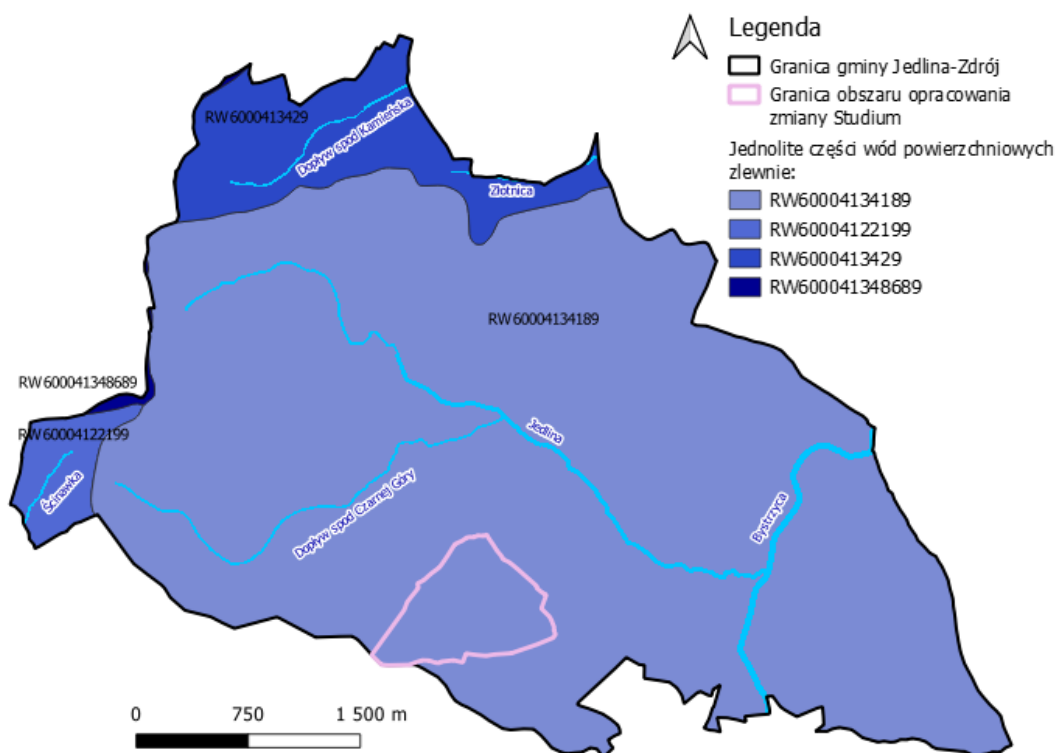 Legenda
Granica gminy Jedlina-Zdrój
Granica obszaru opracowania
zmiany Studium
Jednolite części wód powierzchniowych
zlewnie:
RW60004134189
RW60004122199
RW6000413429
RW600041348689
RW6000413429
Dopływ spod Kamieńska
Złotnica
RW60004134189
RW600041348689
RW60004122199
Ścinawka
Jedlina
Dopływ spod Czarnej Góry
Bystrzyca
0 750 1 500 m